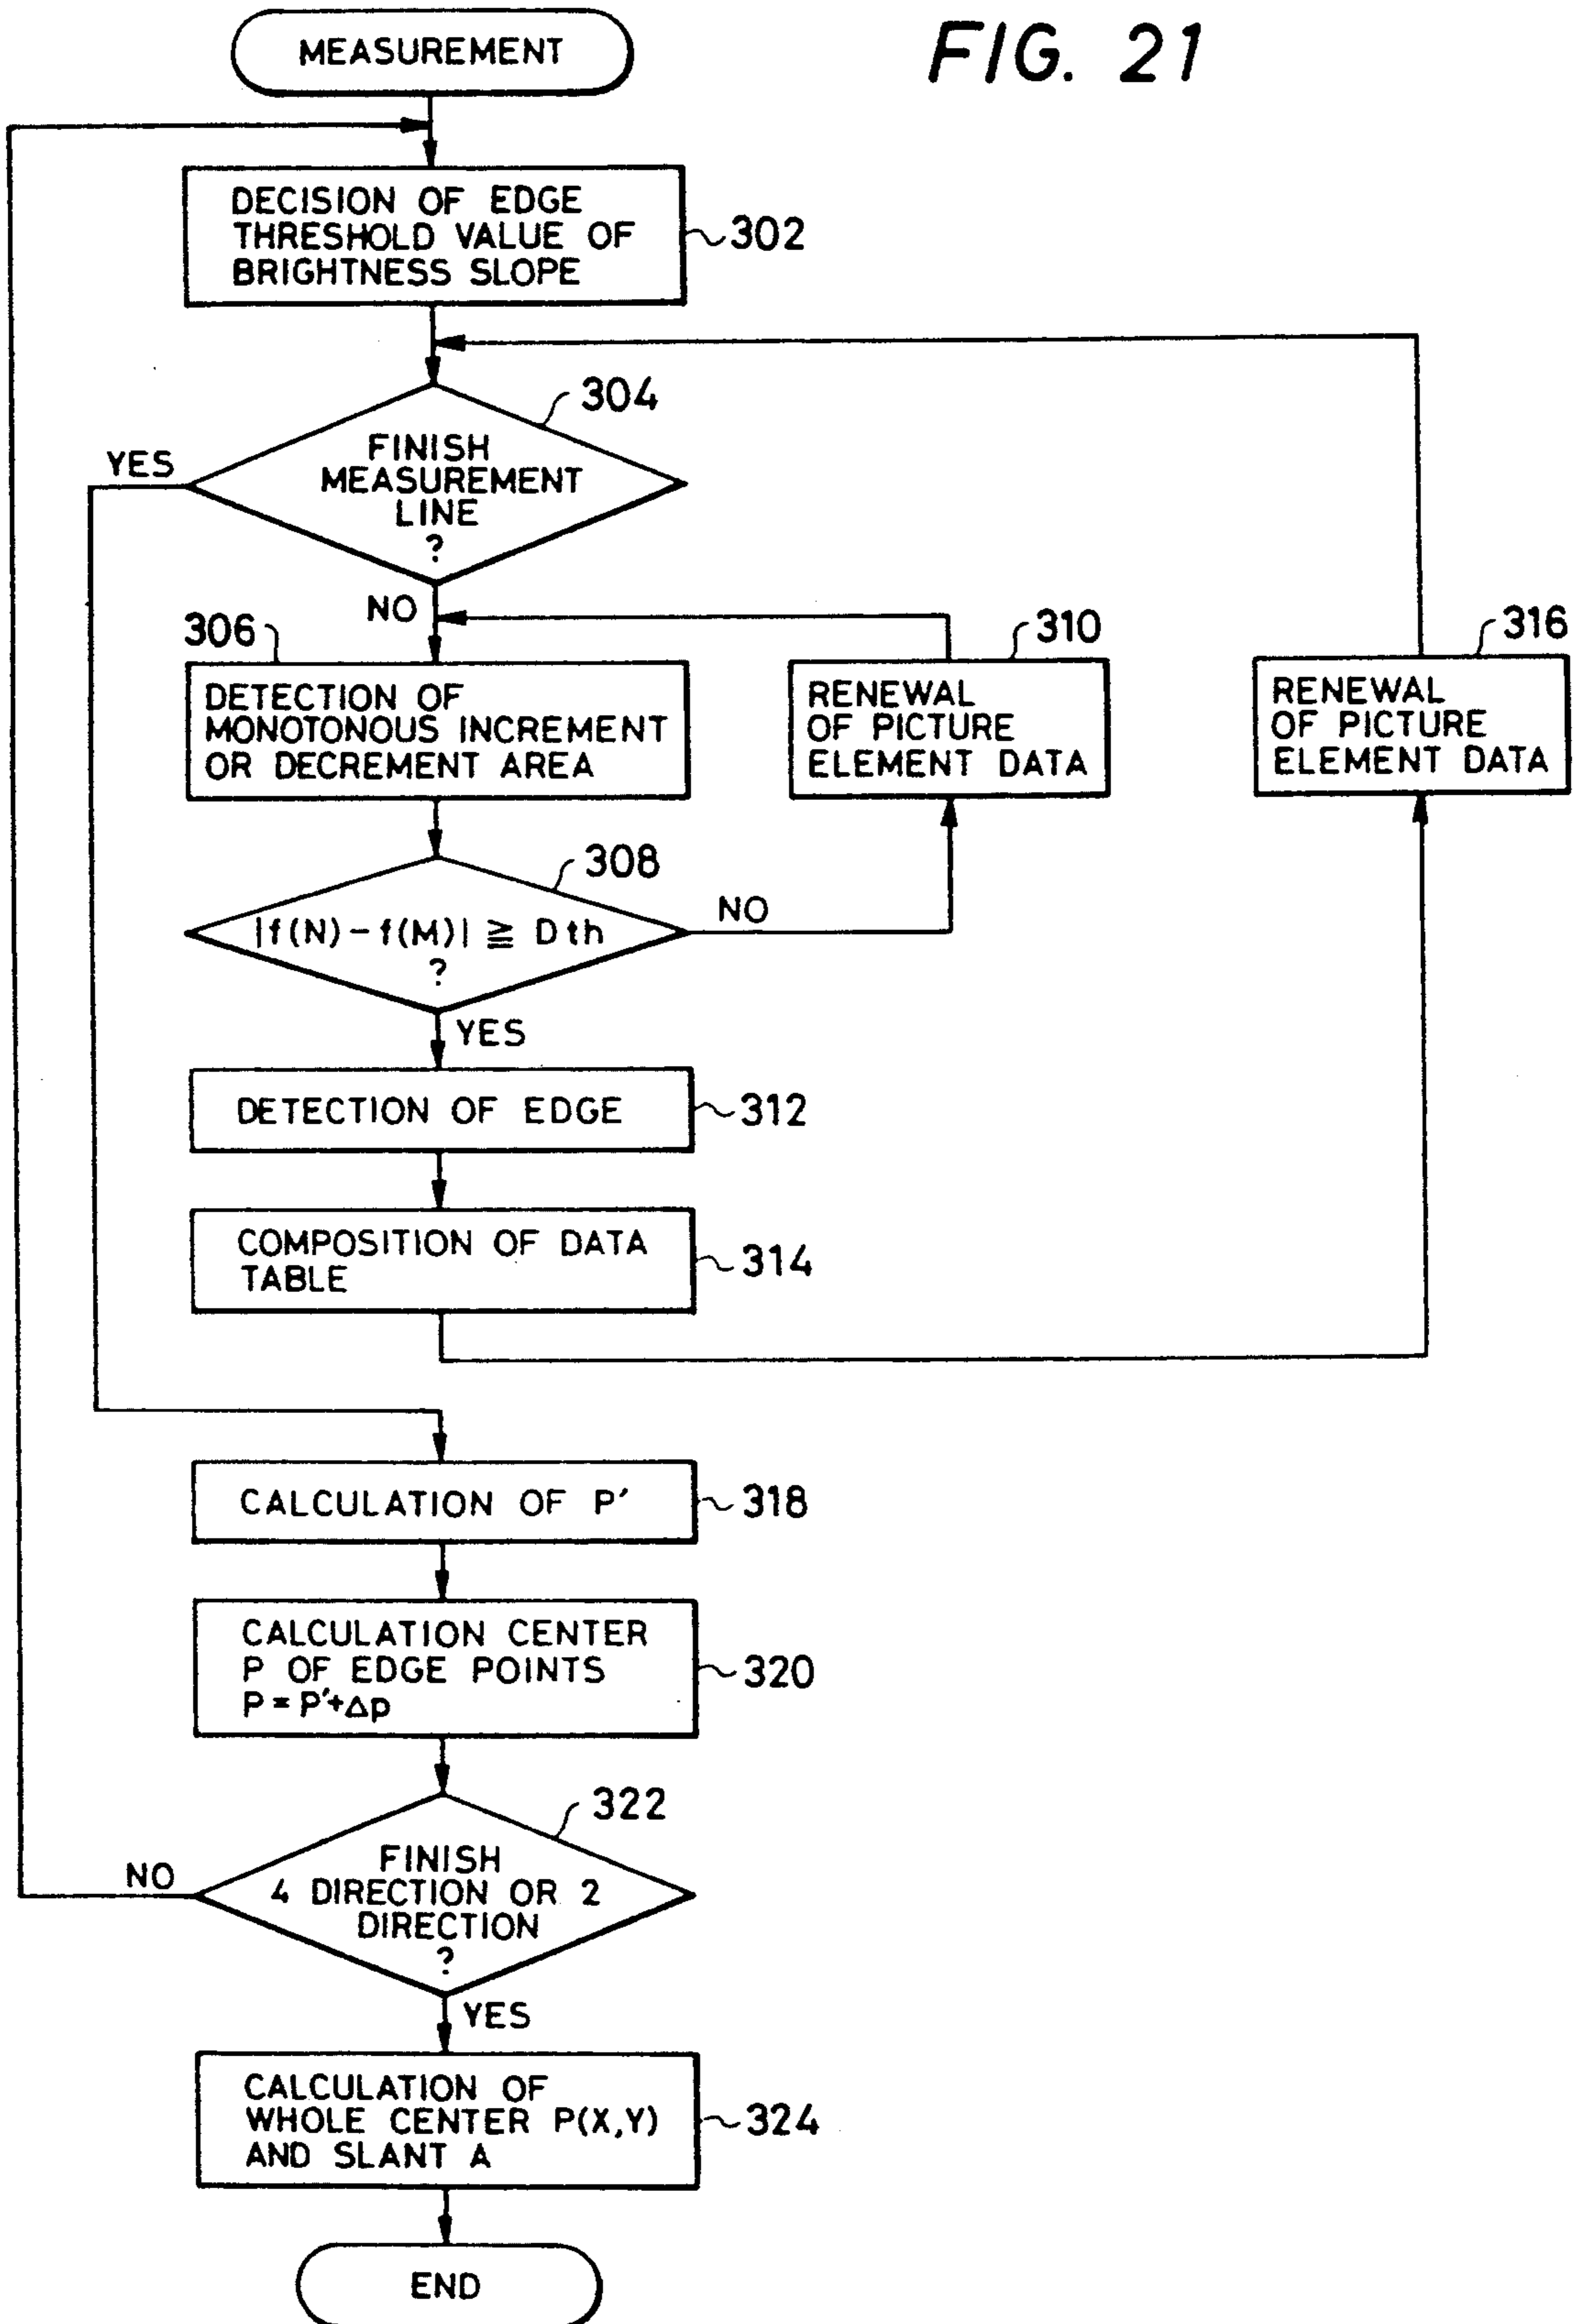 MEASUREMENT
FIG. 21
DECISION OF EDGE
THRESHOLD VALUE OF
BRIGHTNESS SLOPE
302
304
FINISH
MEASUREMENT
LINE
?
YES
NO
306
DETECTION OF
MONOTONOUS INCREMENT
OR DECREMENT AREA
310
RENEWAL
OF PICTURE
ELEMENT DATA
316
RENEWAL
OF PICTURE
ELEMENT DATA
308
|f(N)-f(M)| ≧ Dth
?
NO
YES
DETECTION OF EDGE
312
COMPOSITION OF DATA
TABLE
314
CALCULATION OF P'
318
CALCULATION CENTER
P OF EDGE POINTS
P=P'+Δp
320
322
FINISH
4 DIRECTION OR 2
DIRECTION
?
NO
YES
CALCULATION OF
WHOLE CENTER P(X,Y)
AND SLANT A
324
END